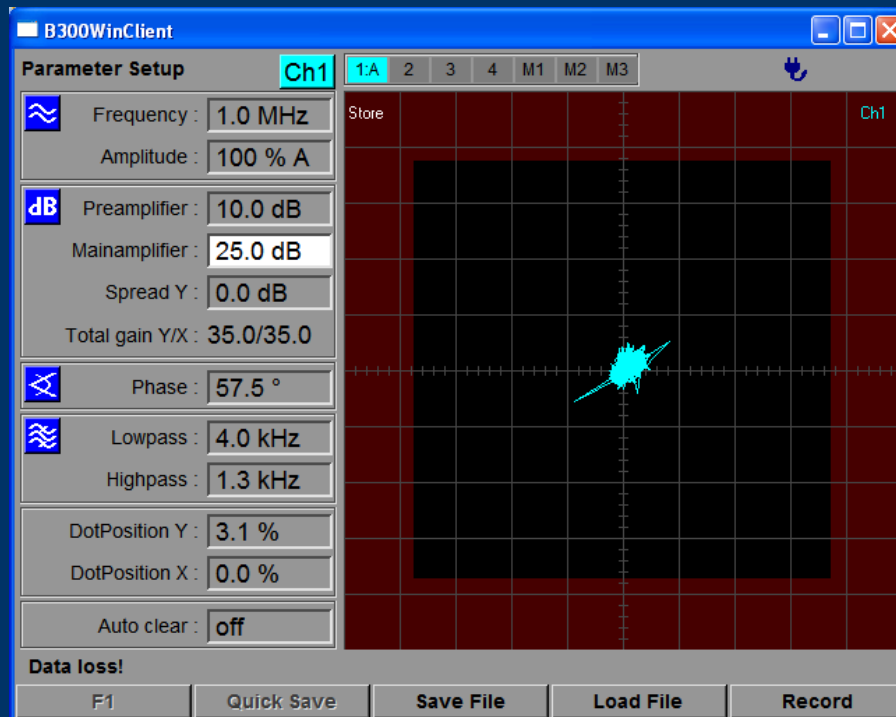 B300WinClient
Parameter Setup Ch1 1:A 2 3 4 M1 M2 M3
Store Ch1
Frequency : 1.0 MHz
Amplitude : 100 % A
dB Preamplifier : 10.0 dB
Mainamplifier : 25.0 dB
Spread Y : 0.0 dB
Total gain Y/X : 35.0/35.0
Phase : 57.5 °
Lowpass : 4.0 kHz
Highpass : 1.3 kHz
DotPosition Y : 3.1 %
DotPosition X : 0.0 %
Auto clear : off
Data loss!
F1 Quick Save Save File Load File Record